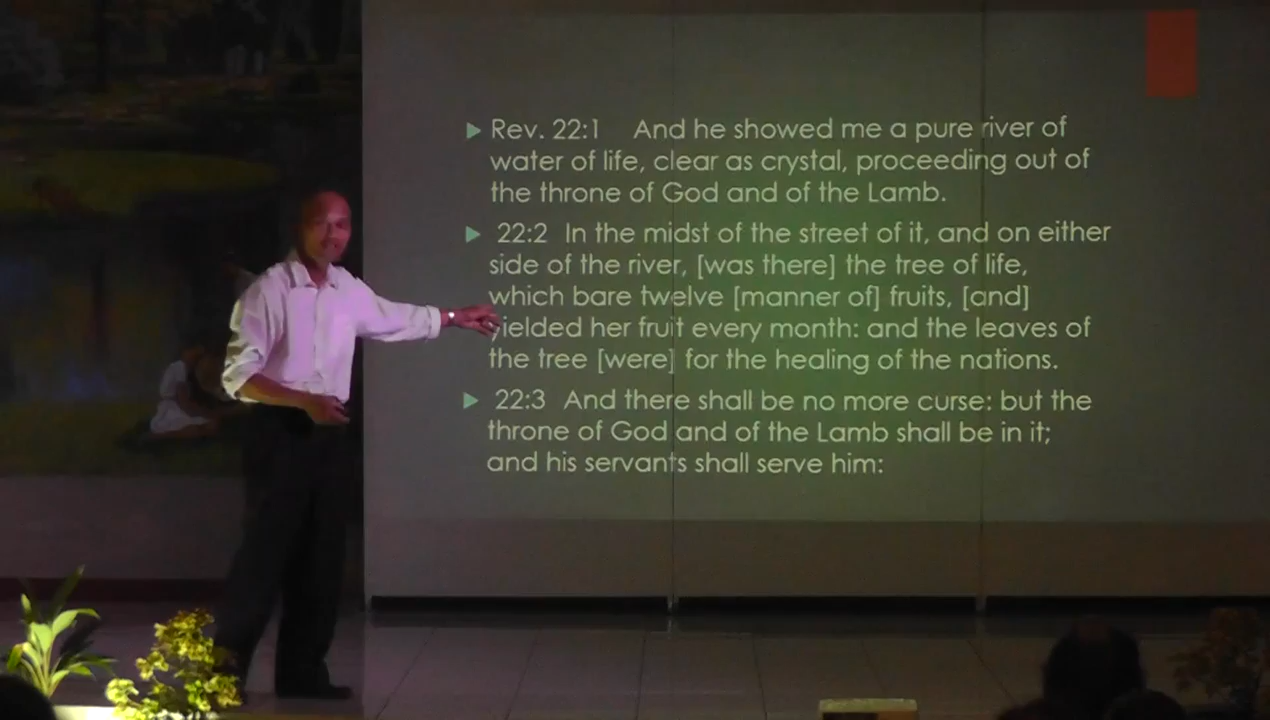 Rev. 22:1 And he showed me a pure river of
water of life, clear as crystal, proceeding out of
the throne of God and of the Lamb.
22:2 In the midst of the street of it, and on either
side of the river, [was there] the tree of life,
which bare twelve [manner of] fruits, [and]
yielded her fruit every month: and the leaves of
the tree [were] for the healing of the nations.
22:3 And there shall be no more curse: but the
throne of God and of the Lamb shall be in it;
and his servants shall serve him: